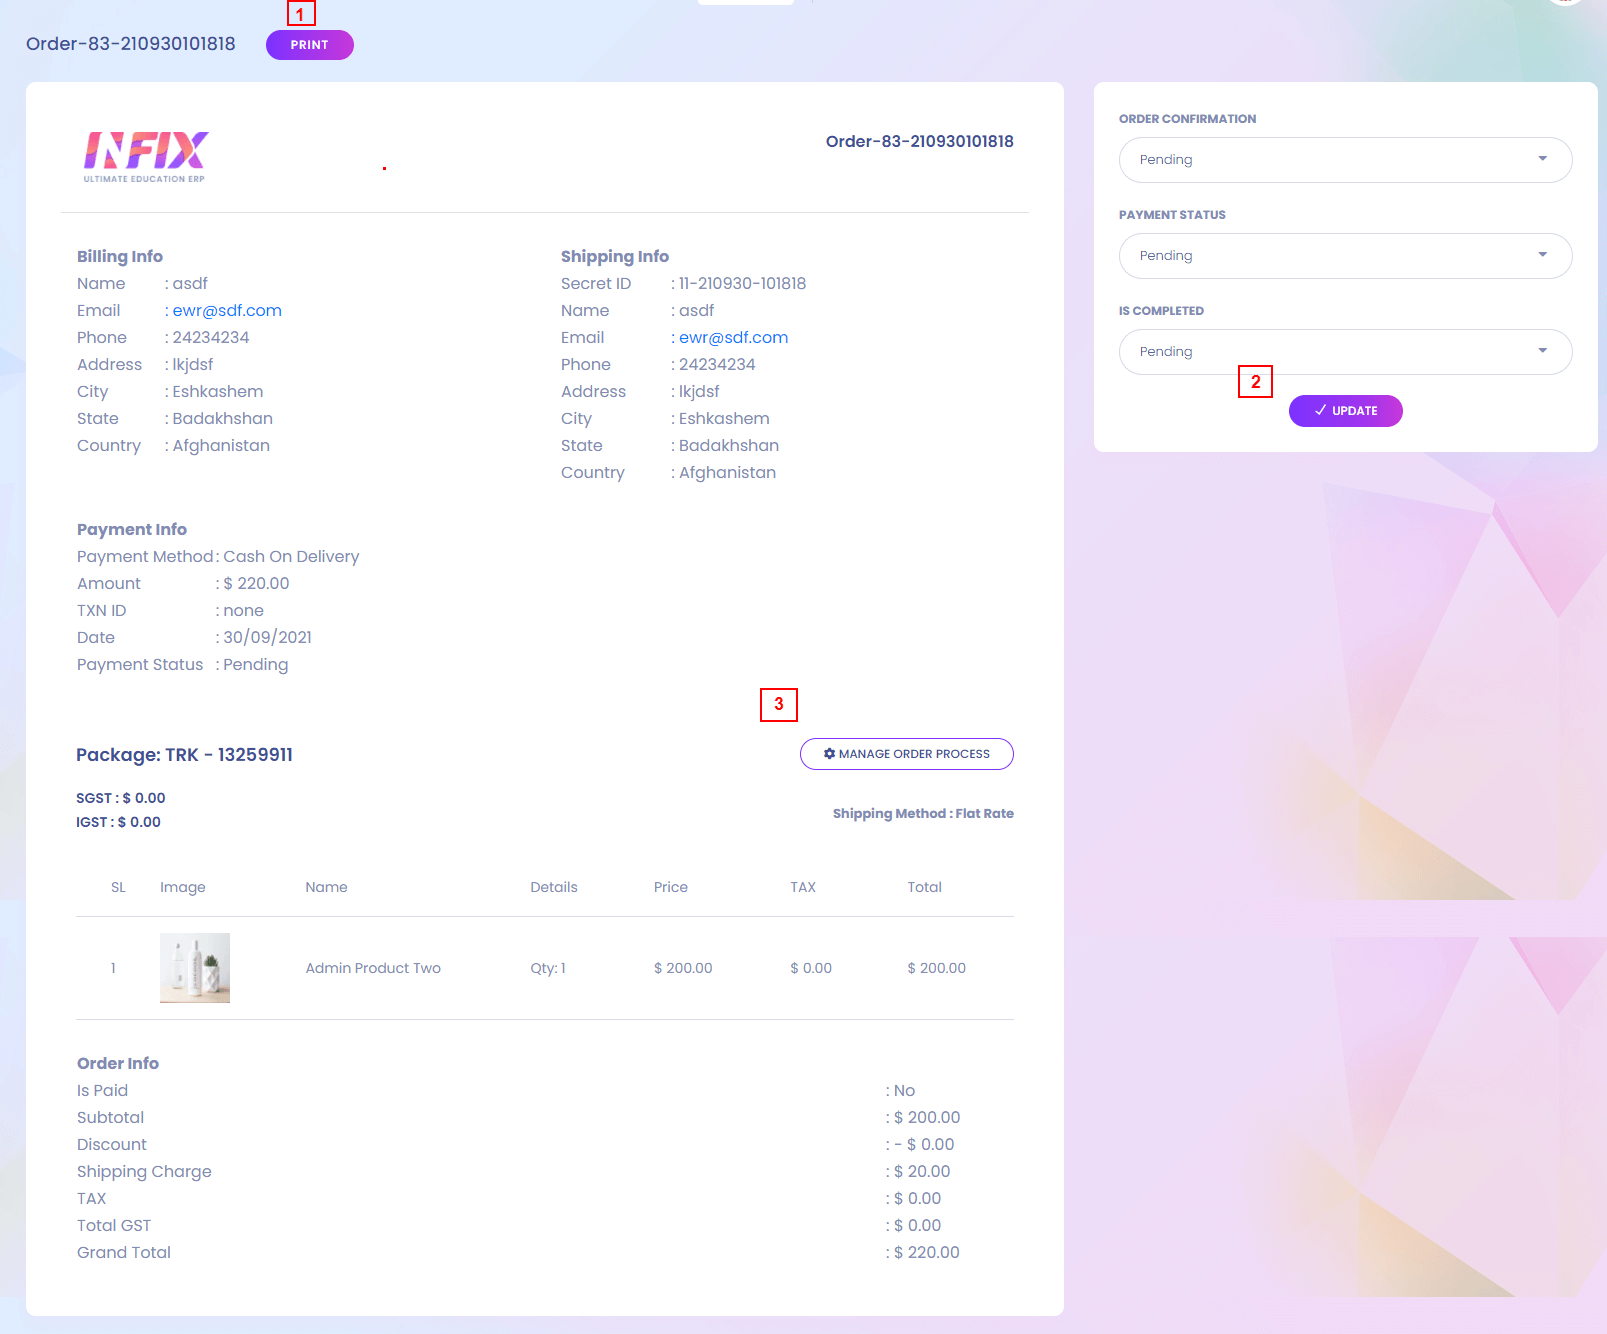 1
Order-83-210930101818
PRINT
INFIX
ULTIMATE EDUCATION ERP
Order-83-210930101818
Billing Info
Name : asdf
Email : ewr@sdf.com
Phone : 24234234
Address : lkjdsf
City : Eshkashem
State : Badakhshan
Country : Afghanistan
Shipping Info
Secret ID : 11-210930-101818
Name : asdf
Email : ewr@sdf.com
Phone : 24234234
Address : lkjdsf
City : Eshkashem
State : Badakhshan
Country : Afghanistan
Payment Info
Payment Method : Cash On Delivery
Amount : $ 220.00
TXN ID : none
Date : 30/09/2021
Payment Status : Pending
3
Package: TRK - 13259911
MANAGE ORDER PROCESS
SGST : $ 0.00
IGST : $ 0.00
Shipping Method : Flat Rate
SL Image Name Details Price TAX Total
1 Admin Product Two Qty: 1 $ 200.00 $ 0.00 $ 200.00
Order Info
Is Paid : No
Subtotal : $ 200.00
Discount : - $ 0.00
Shipping Charge : $ 20.00
TAX : $ 0.00
Total GST : $ 0.00
Grand Total : $ 220.00
ORDER CONFIRMATION
Pending
PAYMENT STATUS
Pending
IS COMPLETED
Pending
2
UPDATE